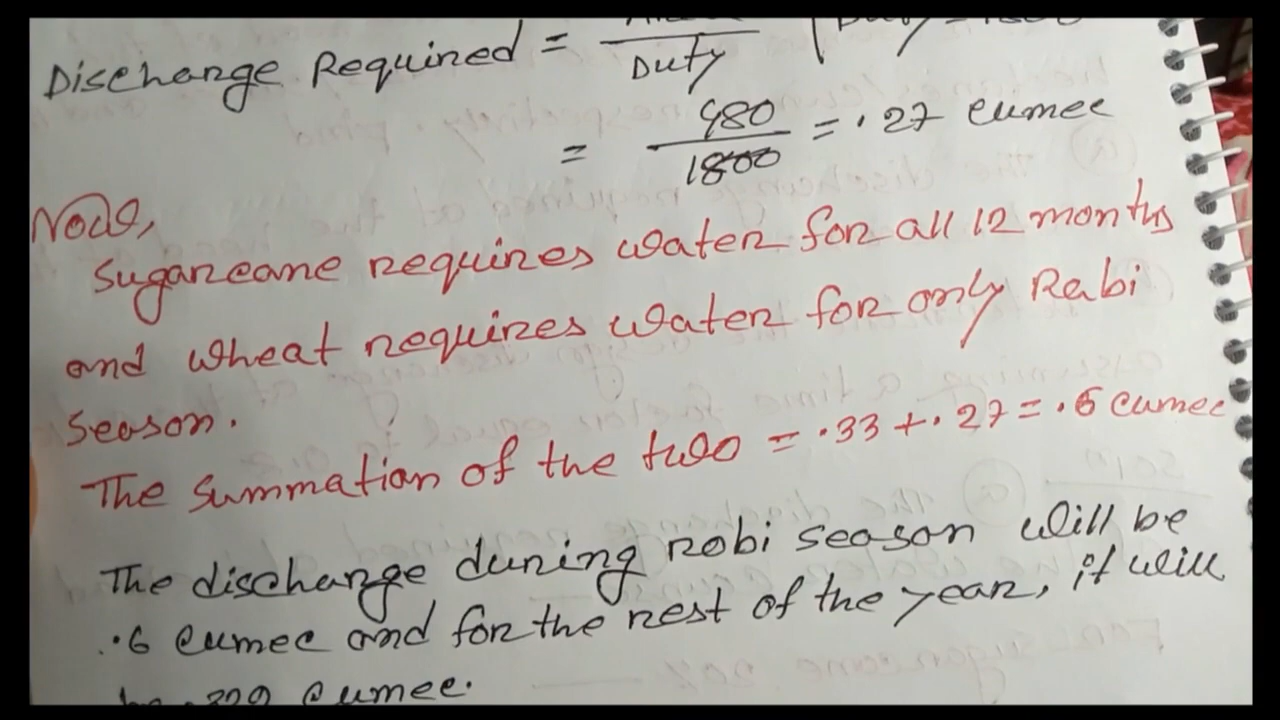 Discharge Required = / Duty
= 480/1800 = .27 cumec
Now,
Sugarcane requires water for all 12 months
and wheat requires water for only Rabi
season.
The summation of the two = .33 + .27 = .6 cumec
The discharge during robi season will be
.6 cumec and for the rest of the year, it will
cumec.